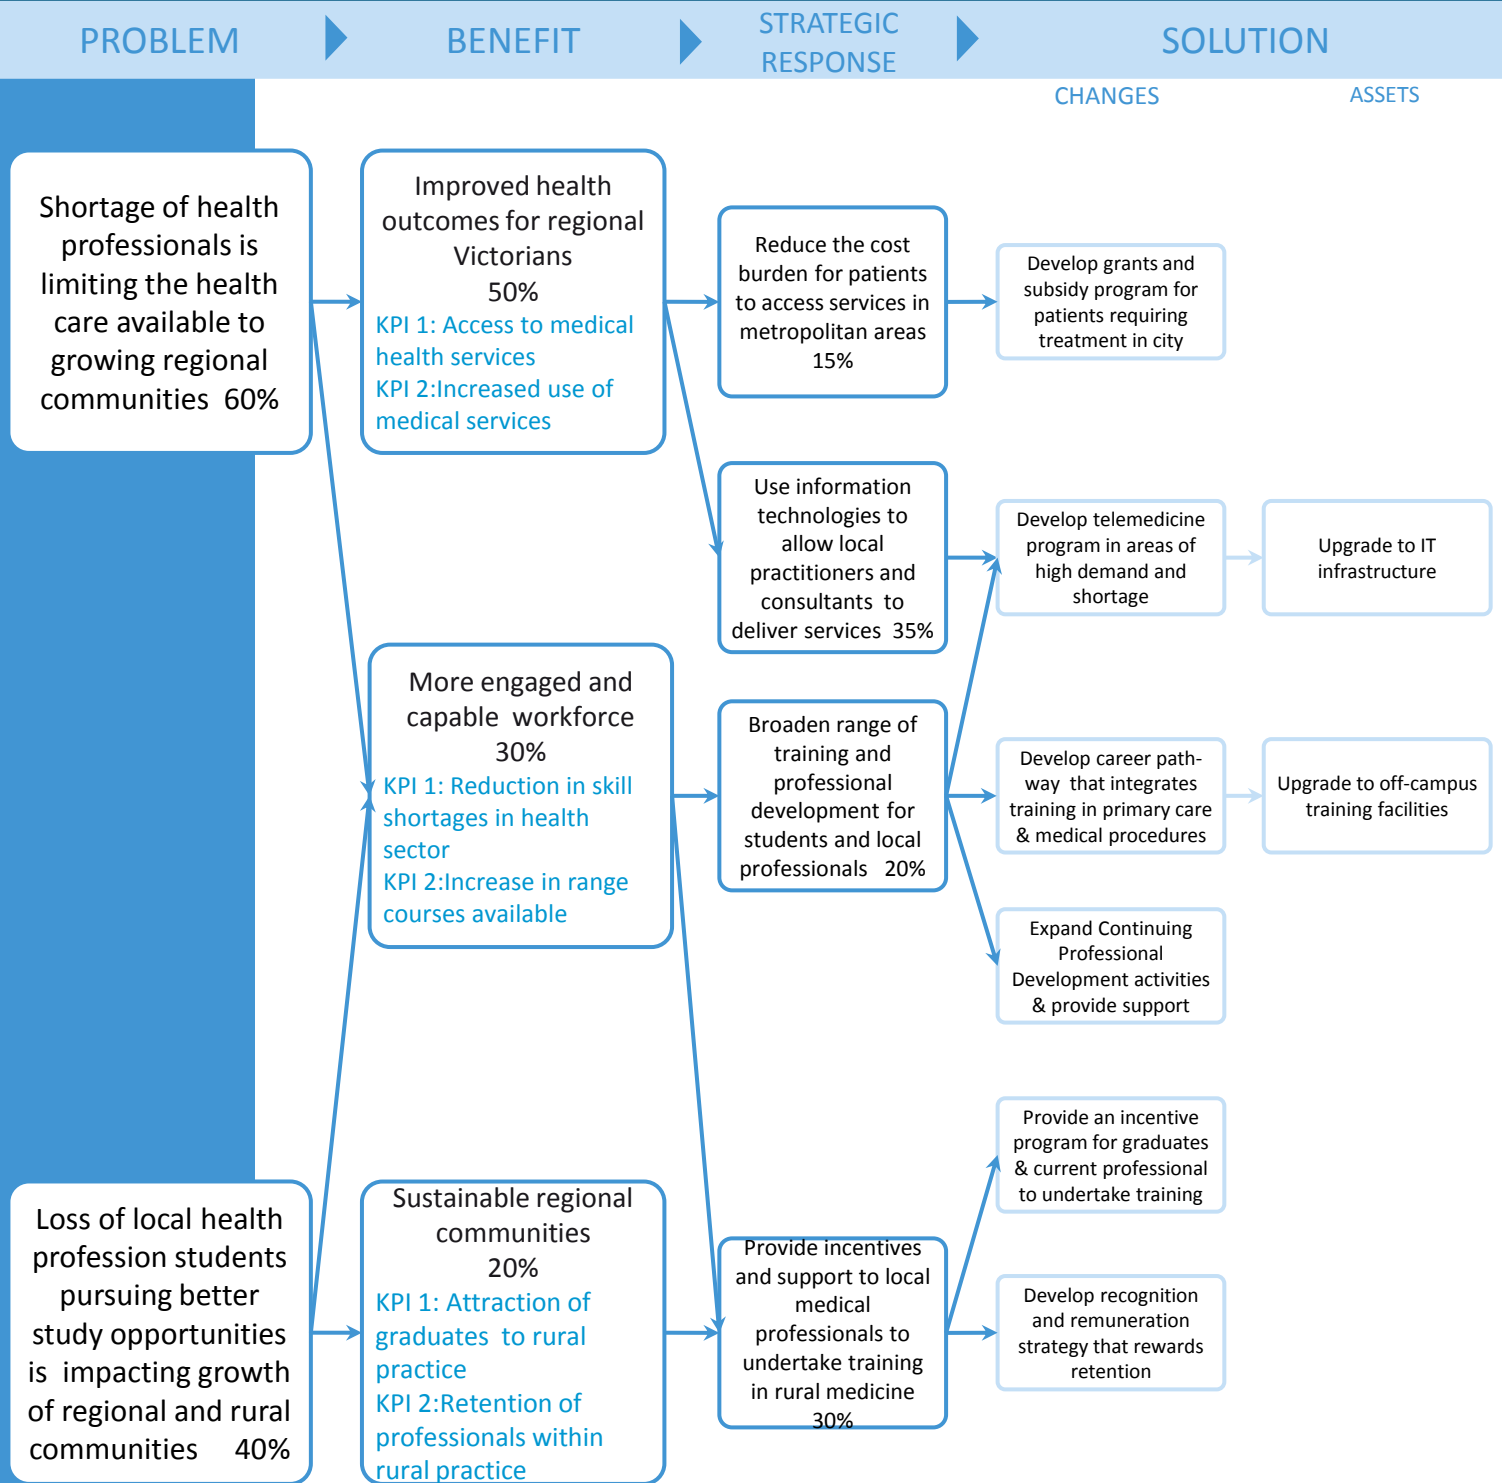 PROBLEM
BENEFIT
STRATEGIC
RESPONSE
SOLUTION
CHANGES
ASSETS
Shortage of health
professionals is
limiting the health
care available to
growing regional
communities 60%
Loss of local health
profession students
pursuing better
study opportunities
is impacting growth
of regional and rural
communities 40%
Improved health
outcomes for regional
Victorians
50%
KPI 1: Access to medical
health services
KPI 2:Increased use of
medical services
More engaged and
capable workforce
30%
KPI 1: Reduction in skill
shortages in health
sector
KPI 2:Increase in range
courses available
Sustainable regional
communities
20%
KPI 1: Attraction of
graduates to rural
practice
KPI 2:Retention of
professionals within
rural practice
Reduce the cost
burden for patients
to access services in
metropolitan areas
15%
Use information
technologies to
allow local
practitioners and
consultants to
deliver services 35%
Broaden range of
training and
professional
development for
students and local
professionals 20%
Provide incentives
and support to local
medical
professionals to
undertake training
in rural medicine
30%
Develop grants and
subsidy program for
patients requiring
treatment in city
Develop telemedicine
program in areas of
high demand and
shortage
Develop career path-
way that integrates
training in primary care
& medical procedures
Expand Continuing
Professional
Development activities
& provide support
Provide an incentive
program for graduates
& current professional
to undertake training
Develop recognition
and remuneration
strategy that rewards
retention
Upgrade to IT
infrastructure
Upgrade to off-campus
training facilities